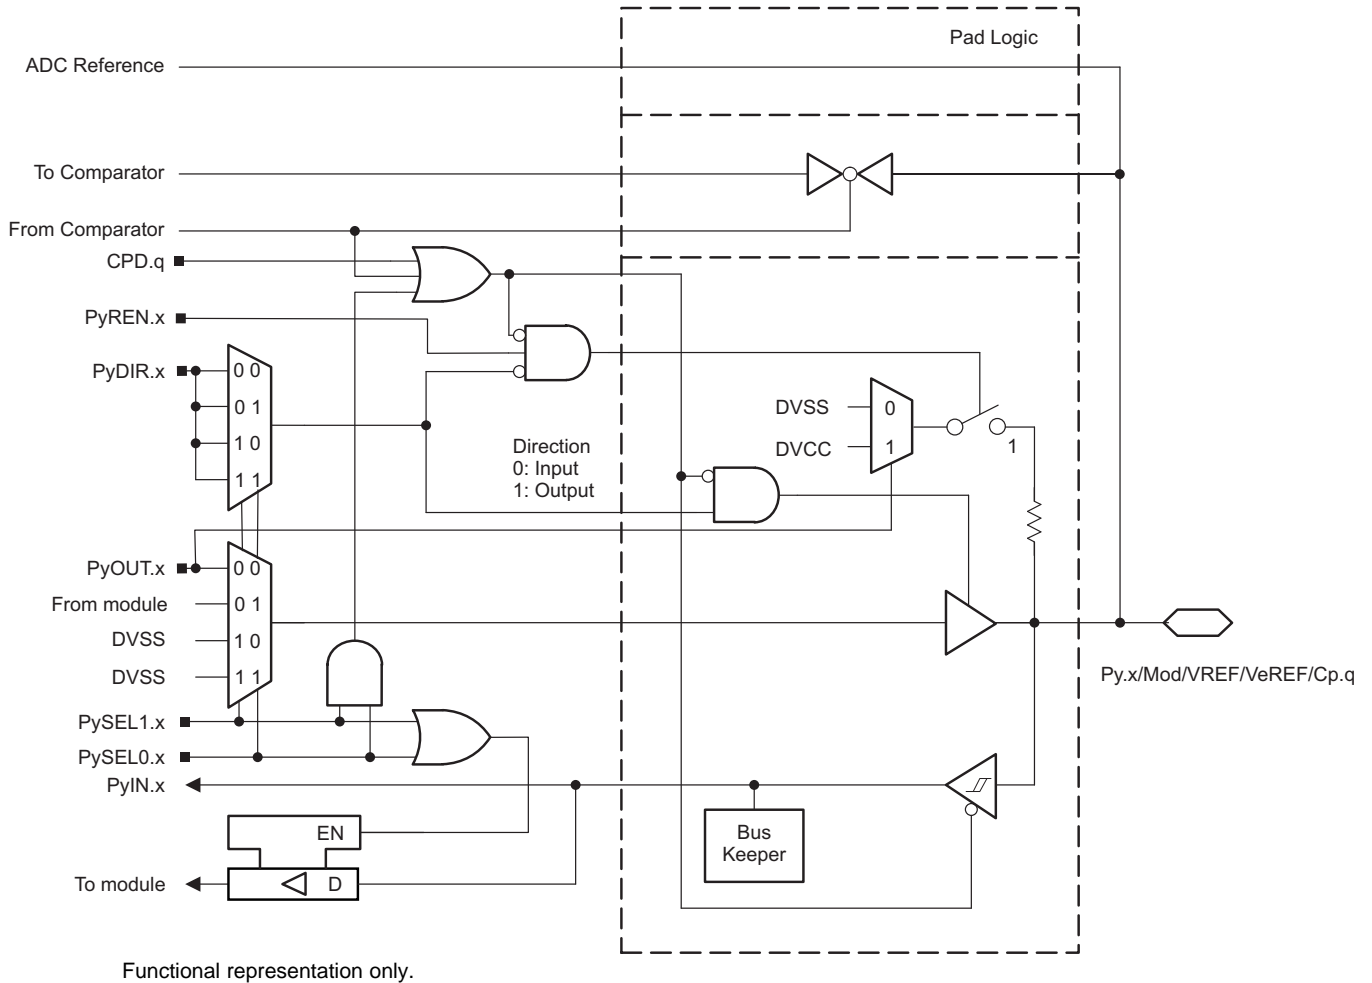 Pad Logic
ADC Reference
To Comparator
From Comparator
CPD.q
PyREN.x
PyDIR.x
0 0
0 1
1 0
1 1
Direction
0: Input
1: Output
DVSS
0
DVCC
1
1
PyOUT.x
0 0
From module
0 1
DVSS
1 0
DVSS
1 1
Py.x/Mod/VREF/VeREF/Cp.q
PySEL1.x
PySEL0.x
PyIN.x
EN
Bus
Keeper
To module
D
Functional representation only.